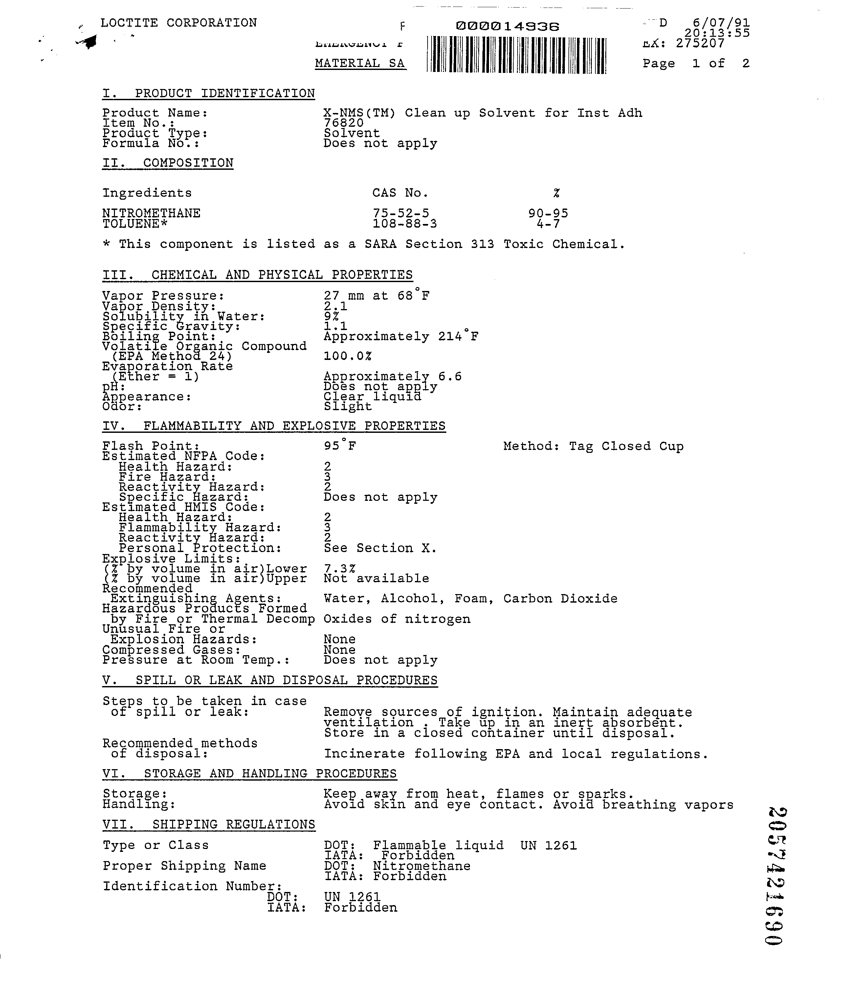 LOCTITE CORPORATION
F
000014936
D 6/07/91
20:13:55
EX: 275207
MATERIAL SA
Page 1 of 2
I. PRODUCT IDENTIFICATION
Product Name: X-NMS(TM) Clean up Solvent for Inst Adh
Item No.: 76820
Product Type: Solvent
Formula No.: Does not apply
II. COMPOSITION
Ingredients CAS No. %
NITROMETHANE 75-52-5 90-95
TOLUENE* 108-88-3 4-7
* This component is listed as a SARA Section 313 Toxic Chemical.
III. CHEMICAL AND PHYSICAL PROPERTIES
Vapor Pressure: 27 mm at 68°F
Vapor Density: 2.1
Solubility in Water: 9%
Specific Gravity: 1.1
Boiling Point: Approximately 214°F
Volatile Organic Compound
(EPA Method 24) 100.0%
Evaporation Rate
(Ether = 1) Approximately 6.6
pH: Does not apply
Appearance: Clear liquid
Odor: Slight
IV. FLAMMABILITY AND EXPLOSIVE PROPERTIES
Flash Point: 95°F Method: Tag Closed Cup
Estimated NFPA Code:
Health Hazard: 2
Fire Hazard: 3
Reactivity Hazard: 2
Specific Hazard: Does not apply
Estimated HMIS Code:
Health Hazard: 2
Flammability Hazard: 3
Reactivity Hazard: 2
Personal Protection: See Section X.
Explosive Limits:
(% by volume in air)Lower 7.3%
(% by volume in air)Upper Not available
Recommended
Extinguishing Agents: Water, Alcohol, Foam, Carbon Dioxide
Hazardous Products Formed
by Fire or Thermal Decomp Oxides of nitrogen
Unusual Fire or
Explosion Hazards: None
Compressed Gases: None
Pressure at Room Temp.: Does not apply
V. SPILL OR LEAK AND DISPOSAL PROCEDURES
Steps to be taken in case
of spill or leak: Remove sources of ignition. Maintain adequate
ventilation . Take up in an inert absorbent.
Store in a closed container until disposal.
Recommended methods
of disposal: Incinerate following EPA and local regulations.
VI. STORAGE AND HANDLING PROCEDURES
Storage: Keep away from heat, flames or sparks.
Handling: Avoid skin and eye contact. Avoid breathing vapors
VII. SHIPPING REGULATIONS
Type or Class DOT: Flammable liquid UN 1261
IATA: Forbidden
Proper Shipping Name DOT: Nitromethane
IATA: Forbidden
Identification Number:
DOT: UN 1261
IATA: Forbidden
2057421690